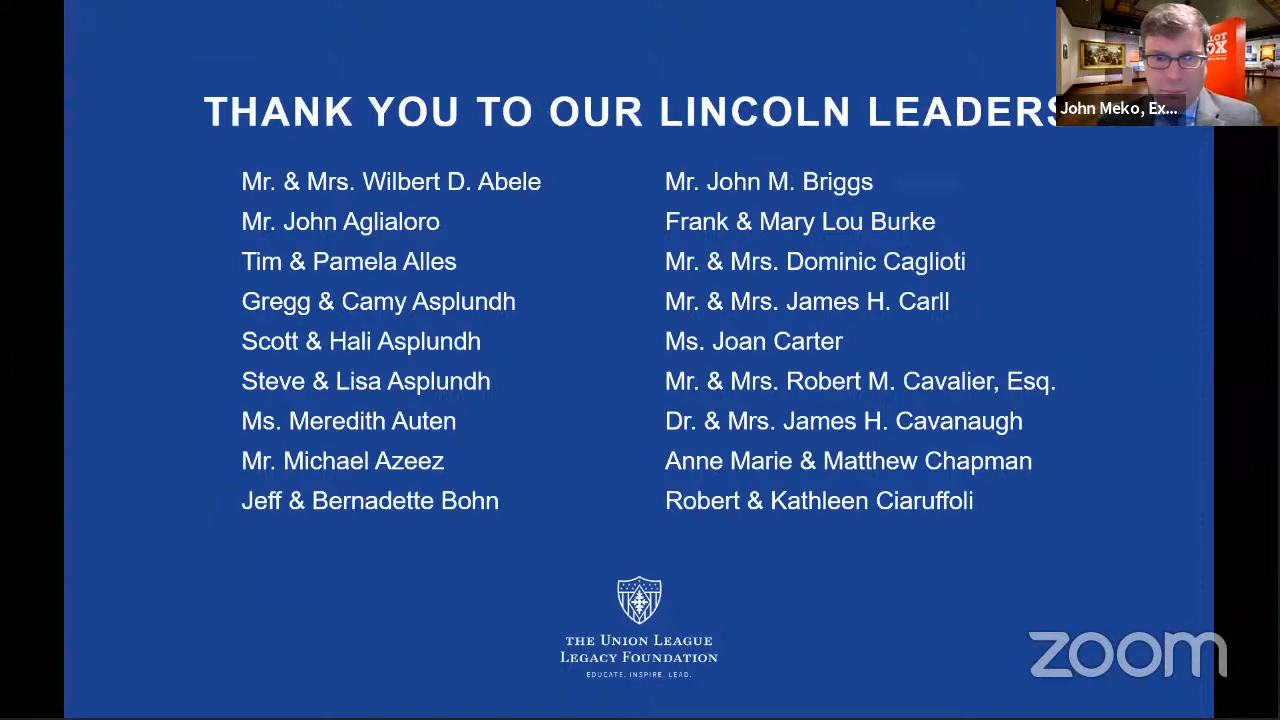 THANK YOU TO OUR LINCOLN LEADERS
John Meko, Ex...
Mr. & Mrs. Wilbert D. Abele
Mr. John Aglialoro
Tim & Pamela Alles
Gregg & Camy Asplundh
Scott & Hali Asplundh
Steve & Lisa Asplundh
Ms. Meredith Auten
Mr. Michael Azeez
Jeff & Bernadette Bohn
Mr. John M. Briggs
Frank & Mary Lou Burke
Mr. & Mrs. Dominic Caglioti
Mr. & Mrs. James H. Carll
Ms. Joan Carter
Mr. & Mrs. Robert M. Cavalier, Esq.
Dr. & Mrs. James H. Cavanaugh
Anne Marie & Matthew Chapman
Robert & Kathleen Ciaruffoli
THE UNION LEAGUE
LEGACY FOUNDATION
EDUCATE. INSPIRE. LEAD.
zoom